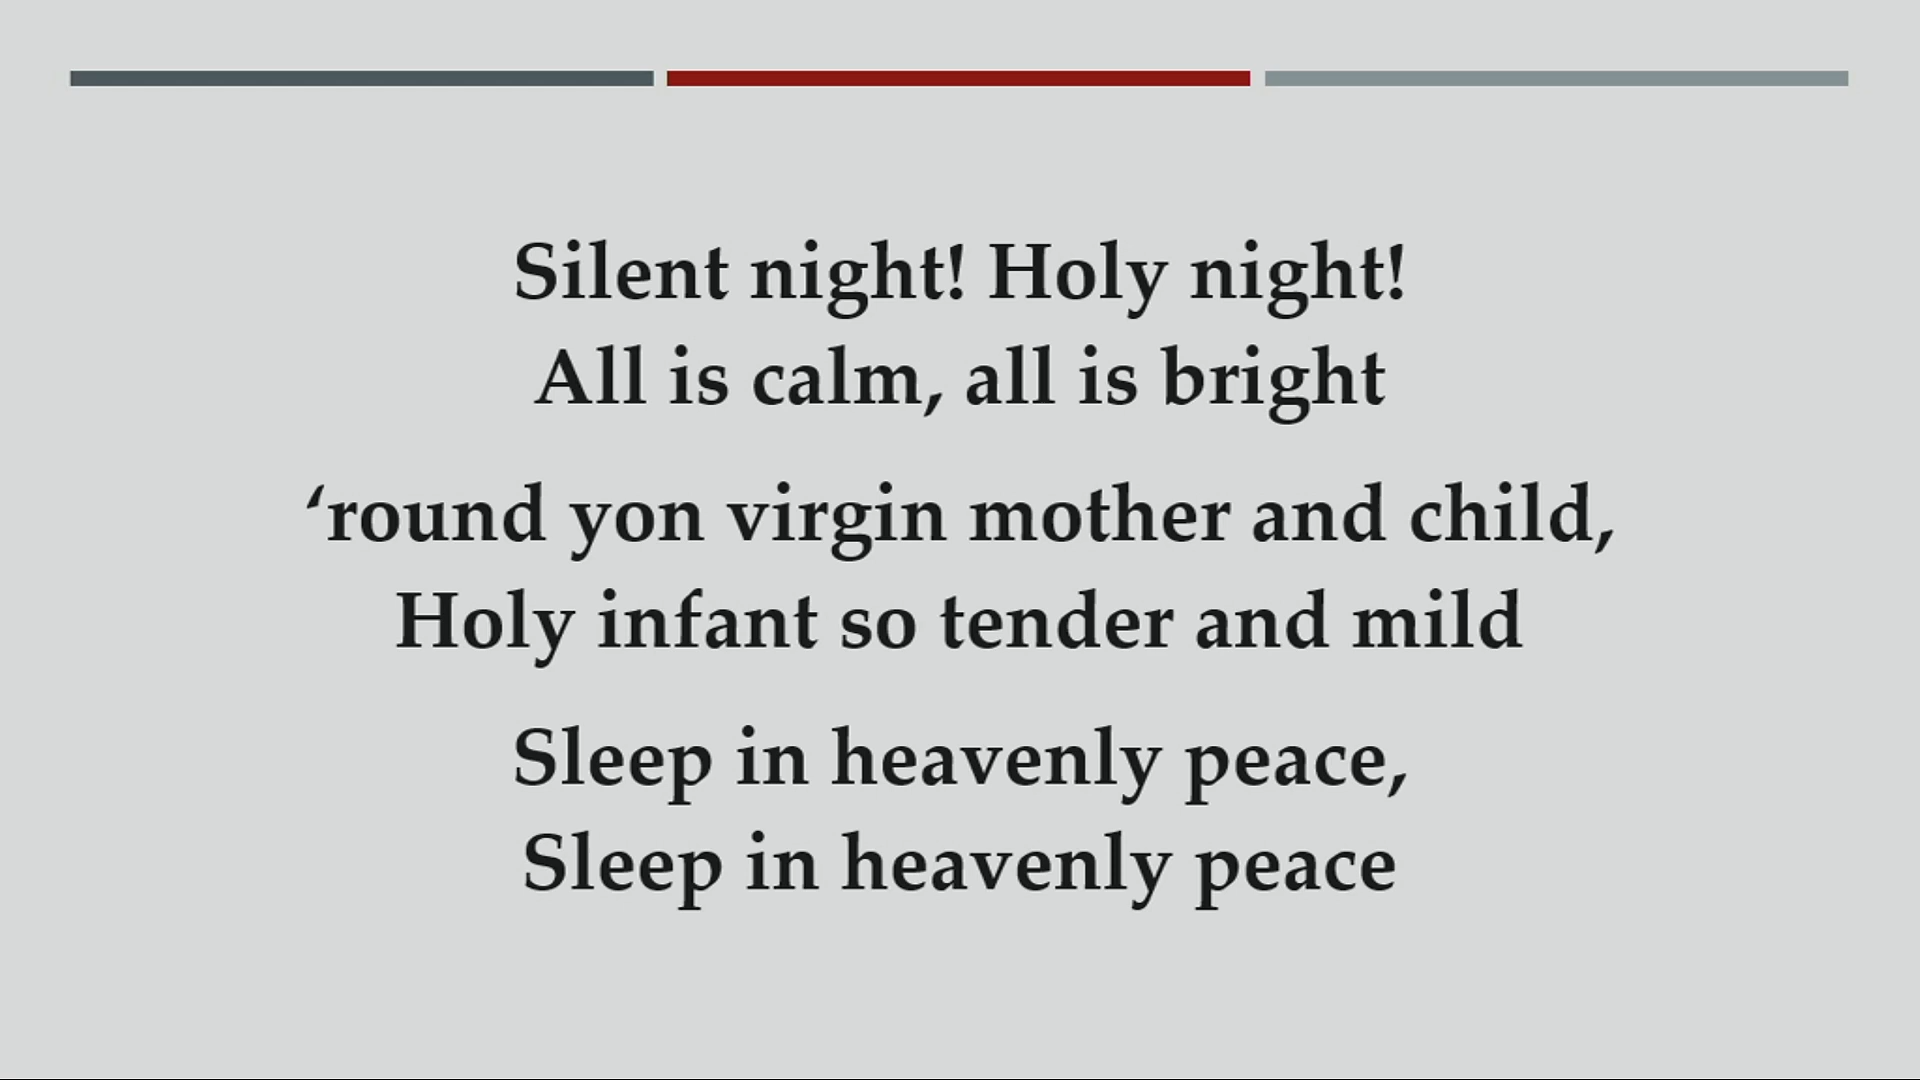 Silent night! Holy night!
All is calm, all is bright
‘round yon virgin mother and child,
Holy infant so tender and mild
Sleep in heavenly peace,
Sleep in heavenly peace